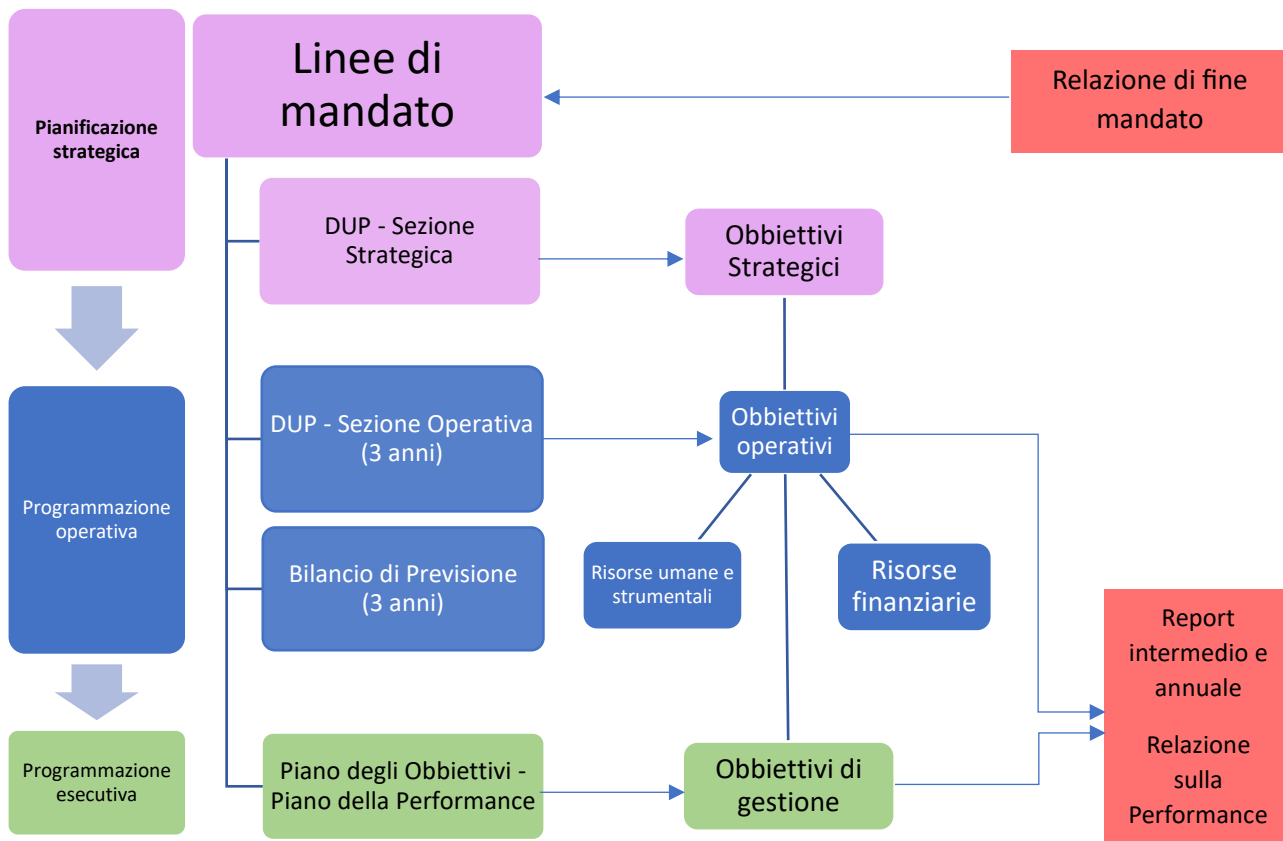 Pianificazione
strategica
Linee di
mandato
Relazione di fine
mandato
DUP - Sezione
Strategica
Obbiettivi
Strategici
Programmazione
operativa
DUP - Sezione Operativa
(3 anni)
Obbiettivi
operativi
Bilancio di Previsione
(3 anni)
Risorse umane e
strumentali
Risorse
finanziarie
Report
intermedio e
annuale
Relazione
sulla
Performance
Programmazione
esecutiva
Piano degli Obbiettivi -
Piano della Performance
Obbiettivi di
gestione